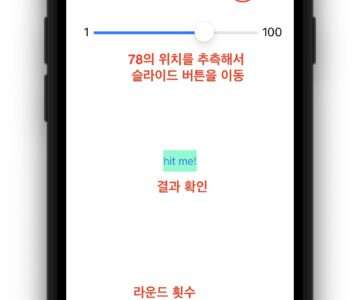 1 100
78의 위치를 추측해서
슬라이드 버튼을 이동
hit me!
결과 확인
라운드 횟수